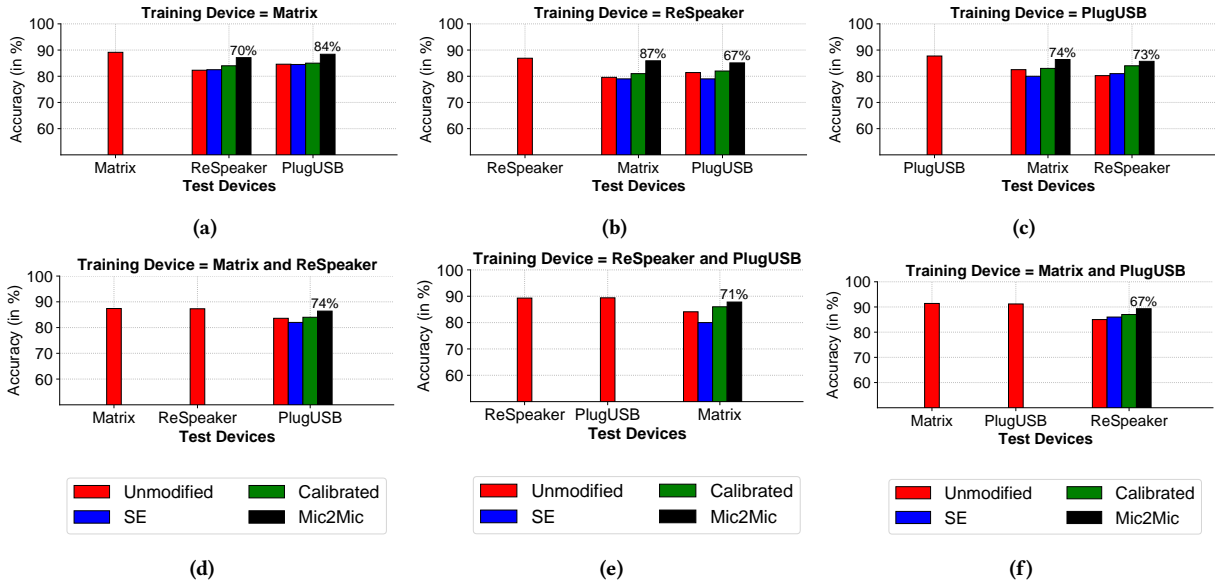 Training Device = Matrix
100
90
80
70
60
Accuracy (in %)
70%
84%
Matrix
ReSpeaker
PlugUSB
Test Devices
(a)
Training Device = ReSpeaker
100
90
80
70
60
Accuracy (in %)
87%
67%
ReSpeaker
Matrix
PlugUSB
Test Devices
(b)
Training Device = PlugUSB
100
90
80
70
60
Accuracy (in %)
74%
73%
PlugUSB
Matrix
ReSpeaker
Test Devices
(c)
Training Device = Matrix and ReSpeaker
100
90
80
70
60
Accuracy (in %)
74%
Matrix
ReSpeaker
PlugUSB
Test Devices
Unmodified
Calibrated
SE
Mic2Mic
(d)
Training Device = ReSpeaker and PlugUSB
100
90
80
70
60
Accuracy (in %)
71%
ReSpeaker
PlugUSB
Matrix
Test Devices
Unmodified
Calibrated
SE
Mic2Mic
(e)
Training Device = Matrix and PlugUSB
100
90
80
70
60
Accuracy (in %)
67%
Matrix
PlugUSB
ReSpeaker
Test Devices
Unmodified
Calibrated
SE
Mic2Mic
(f)